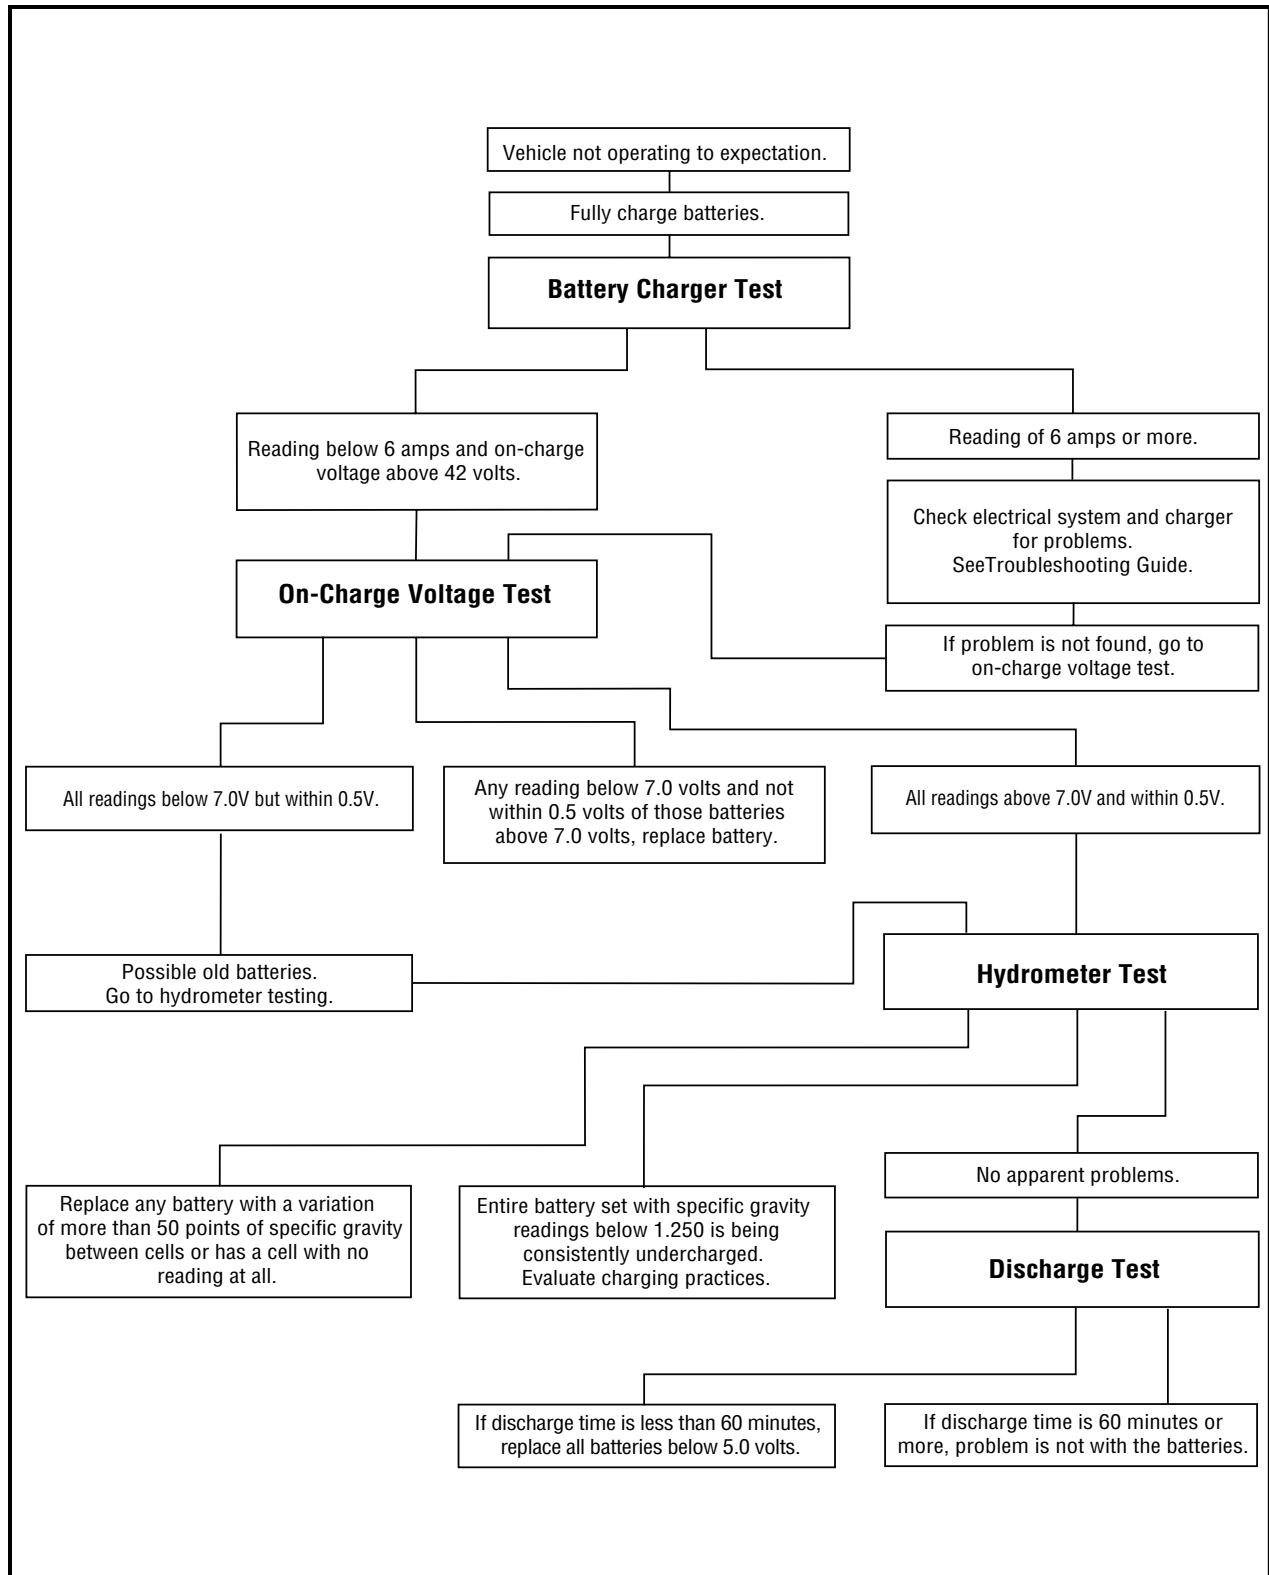 Vehicle not operating to expectation.
Fully charge batteries.
Battery Charger Test
Reading below 6 amps and on-charge
voltage above 42 volts.
Reading of 6 amps or more.
Check electrical system and charger
for problems.
SeeTroubleshooting Guide.
On-Charge Voltage Test
If problem is not found, go to
on-charge voltage test.
All readings below 7.0V but within 0.5V.
Any reading below 7.0 volts and not
within 0.5 volts of those batteries
above 7.0 volts, replace battery.
All readings above 7.0V and within 0.5V.
Possible old batteries.
Go to hydrometer testing.
Hydrometer Test
No apparent problems.
Replace any battery with a variation
of more than 50 points of specific gravity
between cells or has a cell with no
reading at all.
Entire battery set with specific gravity
readings below 1.250 is being
consistently undercharged.
Evaluate charging practices.
Discharge Test
If discharge time is less than 60 minutes,
replace all batteries below 5.0 volts.
If discharge time is 60 minutes or
more, problem is not with the batteries.